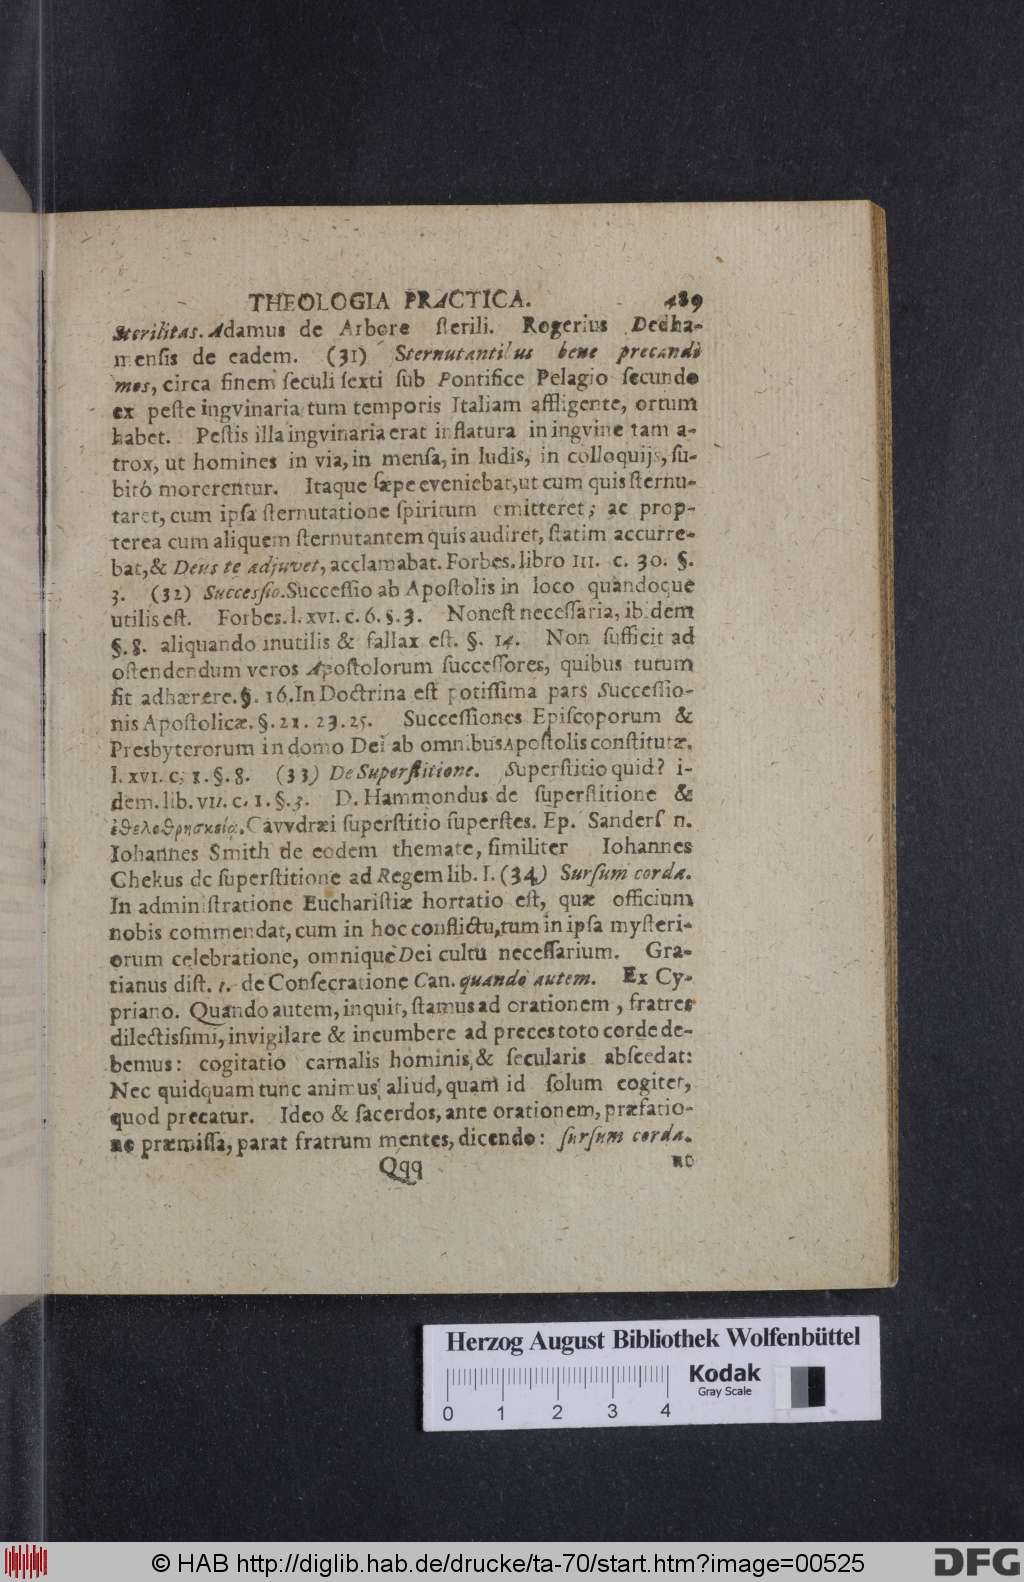 THEOLOGIA PRACTICA. 489
Sterilitas. Adamus de Arbore ſterili. Rogerius Dedha-
menſis de eadem. (31) Sternutantibus bene precandi
mos, circa finem ſeculi ſexti ſub Pontifice Pelagio ſecundo
ex peſte ingvinaria tum temporis Italiam affligente, ortum
habet. Peſtis illa ingvinaria erat inflatura in ingvine tam a-
trox, ut homines in via, in menſa, in ludis, in colloquijs, ſu-
bitó morerentur. Itaque ſæpe eveniebat, ut cum quis ſternu-
taret, cum ipſa ſternutatione ſpiritum emitteret; ac prop-
terea cum aliquem ſternutantem quis audiret, ſtatim accurre-
bat, & Deus te adjuvet, acclamabat. Forbes. libro III. c. 30. §.
3. (32) Succeſſio. Succeſſio ab Apoſtolis in loco quandoque
utilis eſt. Forbes. l. XVI. c. 6. §. 3. Non eſt neceſſaria, ibidem
§. 8. aliquando inutilis & fallax eſt. §. 14. Non ſufficit ad
oſtendendum veros Apoſtolorum ſucceſſores, quibus tutum
ſit adhærere. §. 16. In Doctrina eſt potiſſima pars Succeſſio-
nis Apoſtolicæ. §. 21. 23. 25. Succeſſiones Epiſcoporum &
Presbyterorum in domo Dei ab omnibus Apoſtolis conſtitutæ.
l. XVI. c. 1. §. 8. (33) De Superſtitione. Superſtitio quid? i-
dem. lib. VII. c. 1. §. 3. D. Hammondus de ſuperſtitione &
ἐθελοθρησκεία. Cavvdræi ſuperſtitio ſuperſtes. Ep. Sanderſ n.
Iohannes Smith de eodem themate, ſimiliter Iohannes
Chekus de ſuperſtitione ad Regem lib. I. (34) Surſum corda.
In adminiſtratione Euchariſtiæ hortatio eſt, quæ officium
nobis commendat, cum in hoc conflictu, tum in ipſa myſteri-
orum celebratione, omnique Dei cultu neceſſarium. Gra-
tianus diſt. 1. de Conſecratione Can. quando autem. Ex Cy-
priano. Quando autem, inquit, ſtamus ad orationem, fratres
dilectiſſimi, invigilare & incumbere ad preces toto corde de-
bemus: cogitatio carnalis hominis, & ſecularis abſcedat:
Nec quidquam tunc animus aliud, quam id ſolum cogitet,
quod precatur. Ideo & ſacerdos, ante orationem, præfatio-
ne præmiſſa, parat fratrum mentes, dicendo: ſurſum corda.
Qqq ut
Herzog August Bibliothek Wolfenbüttel
Kodak
Gray Scale
0 1 2 3 4
© HAB http://diglib.hab.de/drucke/ta-70/start.htm?image=00525
DFG